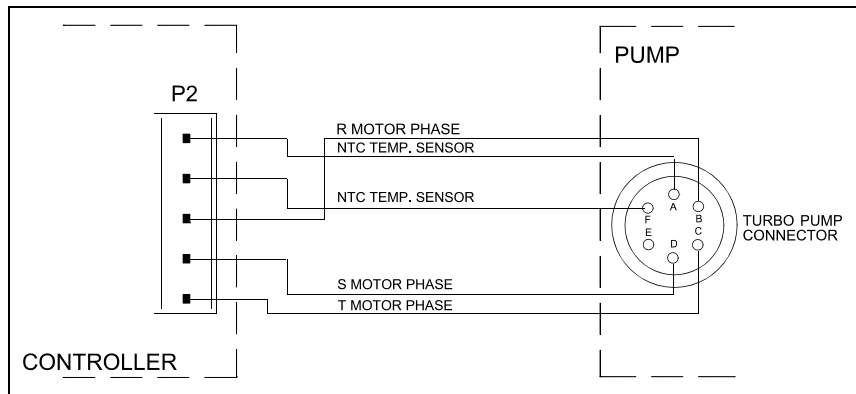 PUMP
P2
R MOTOR PHASE
NTC TEMP. SENSOR
NTC TEMP. SENSOR
A
F
B
E
D
C
TURBO PUMP
CONNECTOR
S MOTOR PHASE
T MOTOR PHASE
CONTROLLER